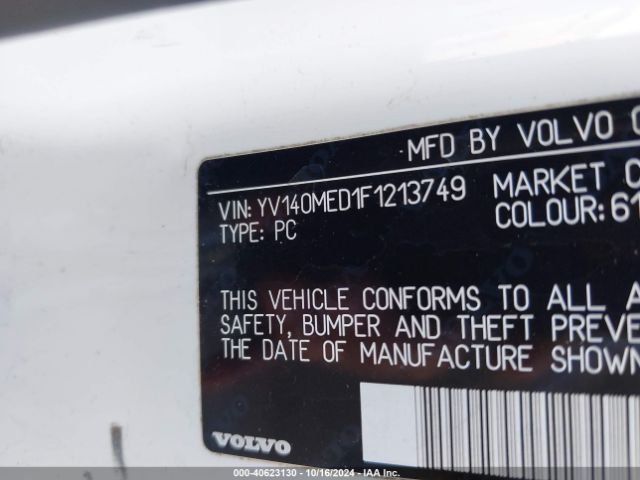 MFD BY VOLVO
VIN: YV140MED1F1213749 MARKET
TYPE: PC COLOUR: 61
THIS VEHICLE CONFORMS TO ALL
SAFETY, BUMPER AND THEFT PREVE
THE DATE OF MANUFACTURE SHOWN
VOLVO
000-40623130 - 10/16/2024 - IAA Inc.